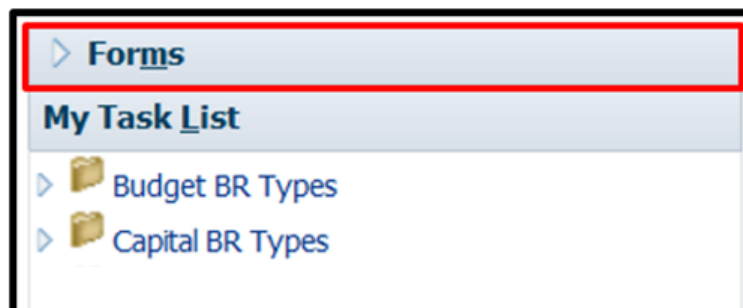 Forms
My Task List
Budget BR Types
Capital BR Types